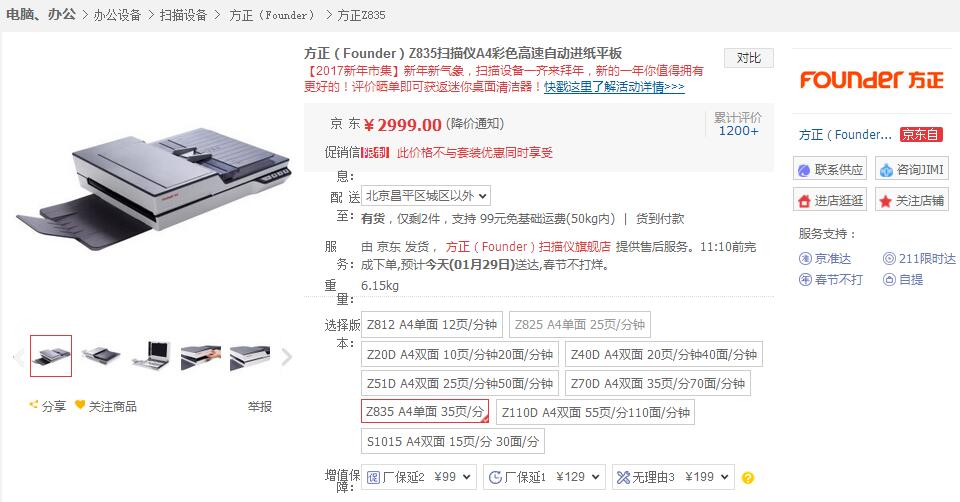 电脑、办公 > 办公设备 > 扫描设备 > 方正（Founder） > 方正Z835
方正（Founder）Z835扫描仪A4彩色高速自动进纸平板
对比
【2017新年市集】新年新气象，扫描设备一齐来拜年，新的一年你值得拥有
更好的！评价晒单即可获返迷你桌面清洁器！快戳这里了解活动详情>>>
京 东 ¥2999.00 (降价通知)
累计评价
1200+
促销信息： 限制 此价格不与套装优惠同时享受
配 送至： 北京昌平区城区以外
有货，仅剩2件，支持 99元免基础运费(50kg内) | 货到付款
服 务： 由 京东 发货， 方正（Founder）扫描仪旗舰店 提供售后服务。11:10前完
成下单,预计今天(01月29日)送达,春节不打烊。
重 量： 6.15kg
选择版本： Z812 A4单面 12页/分钟 Z825 A4单面 25页/分钟
Z20D A4双面 10页/分钟20面/分钟 Z40D A4双面 20页/分钟40面/分钟
Z51D A4双面 25页/分钟50面/分钟 Z70D A4双面 35页/分70面/分钟
Z835 A4单面 35页/分 Z110D A4双面 55页/分110面/分钟
S1015 A4双面 15页/分 30面/分
增值保障： 厂保延2 ¥99 厂保延1 ¥129 无理由3 ¥199 ?
分享 关注商品 举报
FOUNDER 方正
方正（Founder... 京东自
联系供应 咨询JIMI
进店逛逛 关注店铺
服务支持：
京准达 211限时达
春节不打 自提